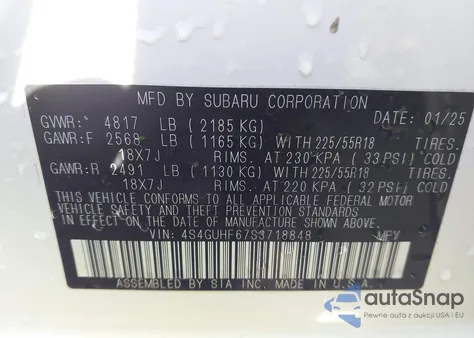 MFD BY SUBARU CORPORATION
GVWR: 4817 LB (2185 KG) DATE: 01/25
GAWR:F 2568 LB (1165 KG) WITH 225/55R18 TIRES.
18X7J RIMS. AT 230 KPA (33 PSI) COLD
GAWR:R 2491 LB (1130 KG) WITH 225/55R18 TIRES.
18X7J RIMS. AT 220 KPA (32 PSI) COLD
THIS VEHICLE CONFORMS TO ALL APPLICABLE FEDERAL MOTOR
VEHICLE SAFETY AND THEFT PREVENTION STANDARDS
IN EFFECT ON THE DATE OF MANUFACTURE SHOWN ABOVE.
VIN: 4S4GUHF67S3718848 MPV
ASSEMBLED BY SIA INC. MADE IN U.S.A.
autoSnap
Pewne auta z USA i EU